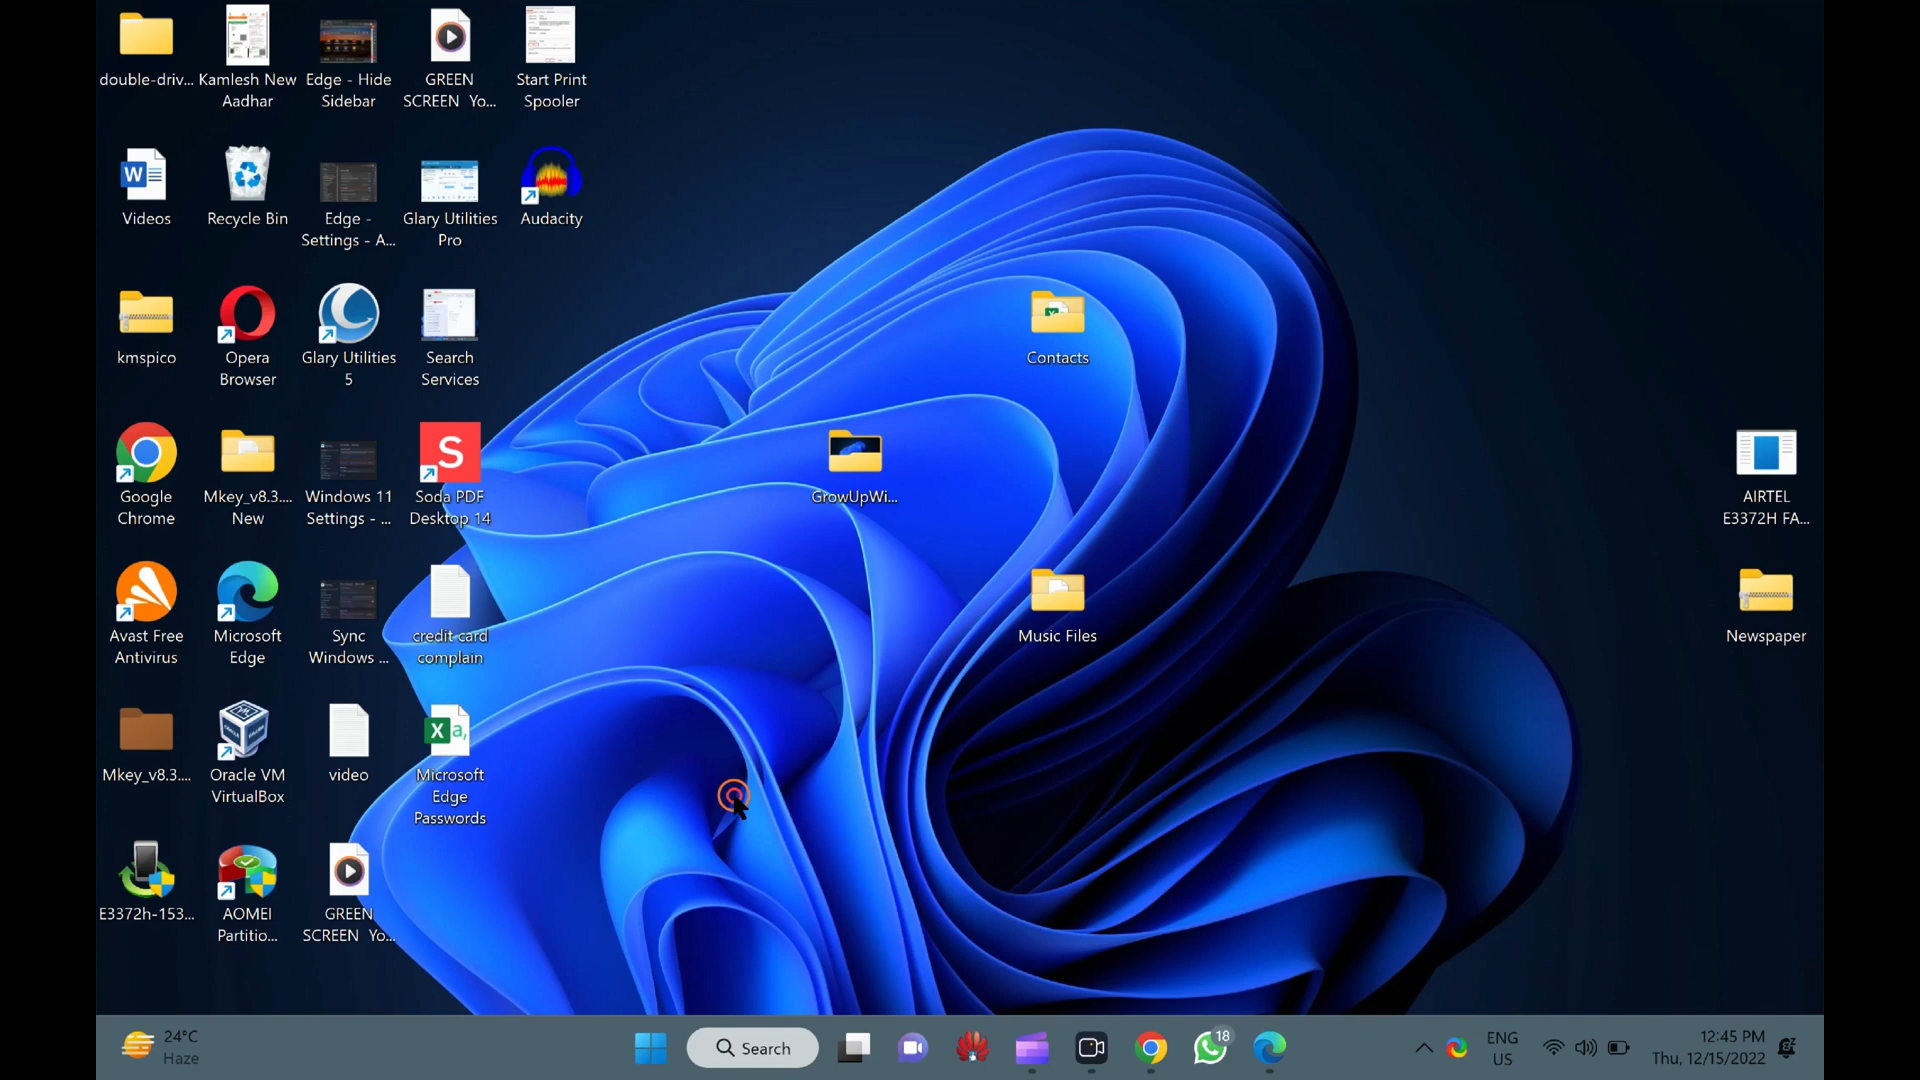 double-driv...
Kamlesh New
Aadhar
Edge - Hide
Sidebar
GREEN
SCREEN Yo...
Start Print
Spooler
Videos
Recycle Bin
Edge -
Settings - A...
Glary Utilities
Pro
Audacity
kmspico
Opera
Browser
Glary Utilities
5
Search
Services
Contacts
Google
Chrome
Mkey_v8.3....
New
Windows 11
Settings - ...
S
Soda PDF
Desktop 14
GrowUpWi...
AIRTEL
E3372H FA...
Avast Free
Antivirus
Microsoft
Edge
Sync
Windows ...
credit card
complain
Music Files
Newspaper
Mkey_v8.3....
Oracle VM
VirtualBox
video
Microsoft
Edge
Passwords
E3372h-153...
AOMEI
Partitio...
GREEN
SCREEN Yo...
24°C
Haze
Search
18
ENG
US
12:45 PM
Thu, 12/15/2022